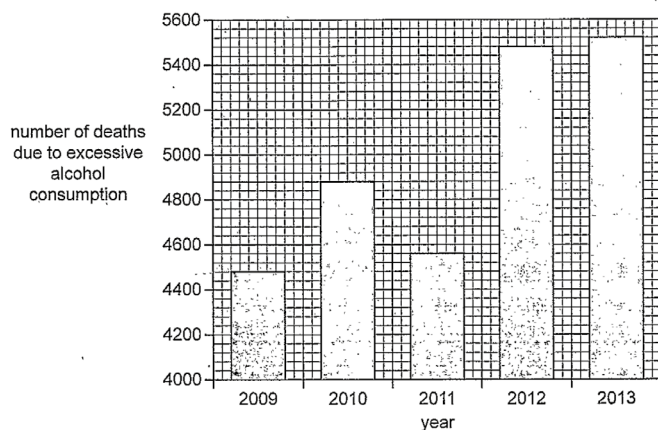 5600
5400
5200
5000
4800
4600
4400
4200
4000
number of deaths
due to excessive
alcohol
consumption
2009 2010 2011 2012 2013
year